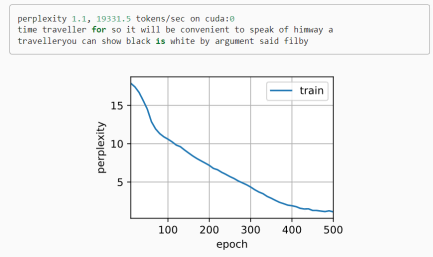 perplexity 1.1, 19331.5 tokens/sec on cuda:0
time traveller for so it will be convenient to speak of himway a
travelleryou can show black is white by argument said filby
train
perplexity
15
10
5
100 200 300 400 500
epoch